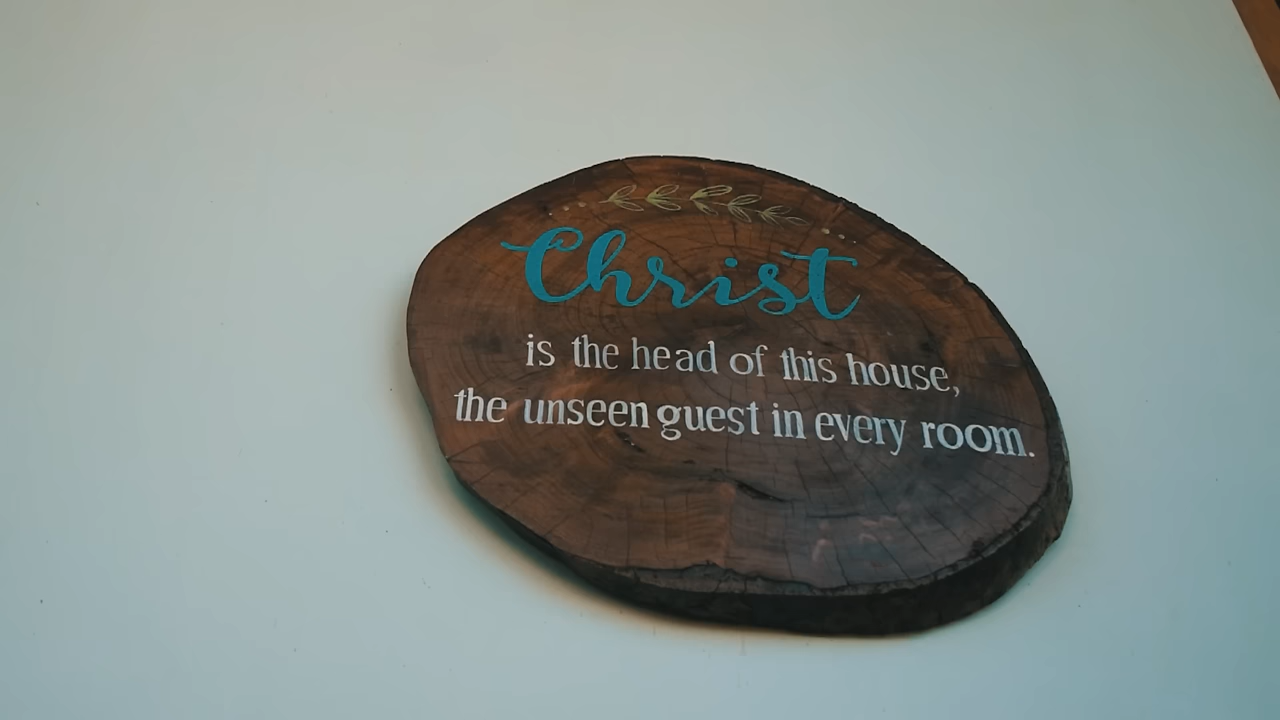 Christ
is the head of this house,
the unseen guest in every room.